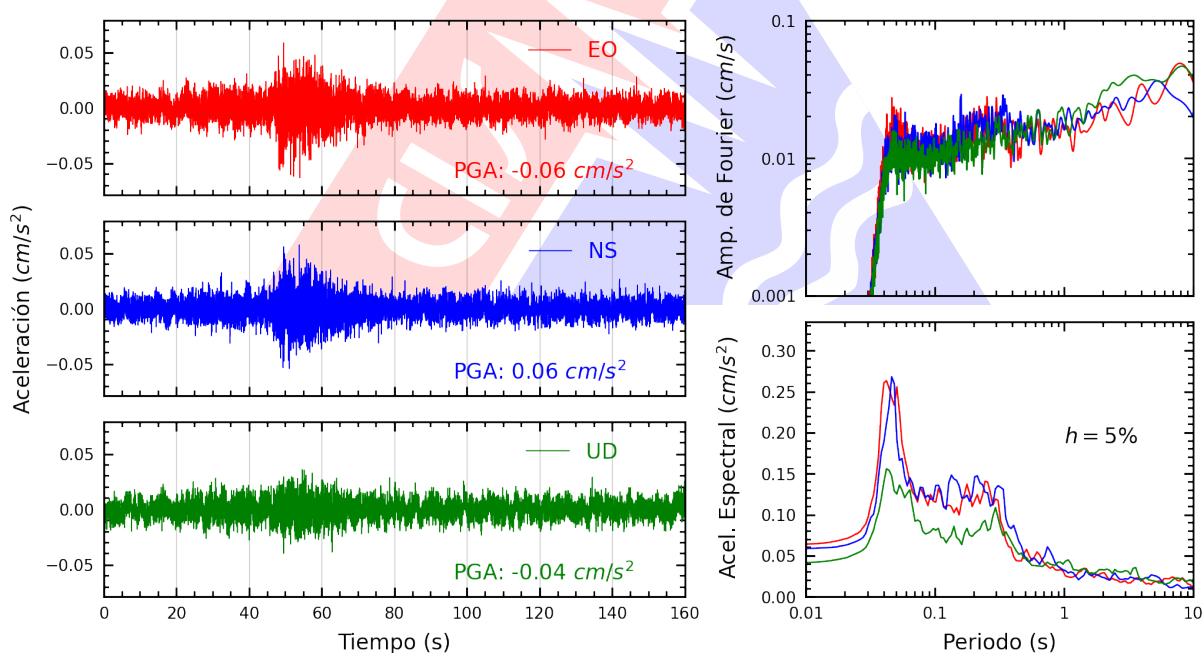 Aceleración (cm/s²)
0.05
0.00
−0.05
EO
PGA: -0.06 cm/s²
0.05
0.00
−0.05
NS
PGA: 0.06 cm/s²
0.05
0.00
−0.05
UD
PGA: -0.04 cm/s²
0 20 40 60 80 100 120 140 160
Tiempo (s)
Amp. de Fourier (cm/s)
0.1
0.01
0.001
Acel. Espectral (cm/s²)
0.30
0.25
0.20
0.15
0.10
0.05
0.00
h = 5%
0.01 0.1 1 10
Periodo (s)